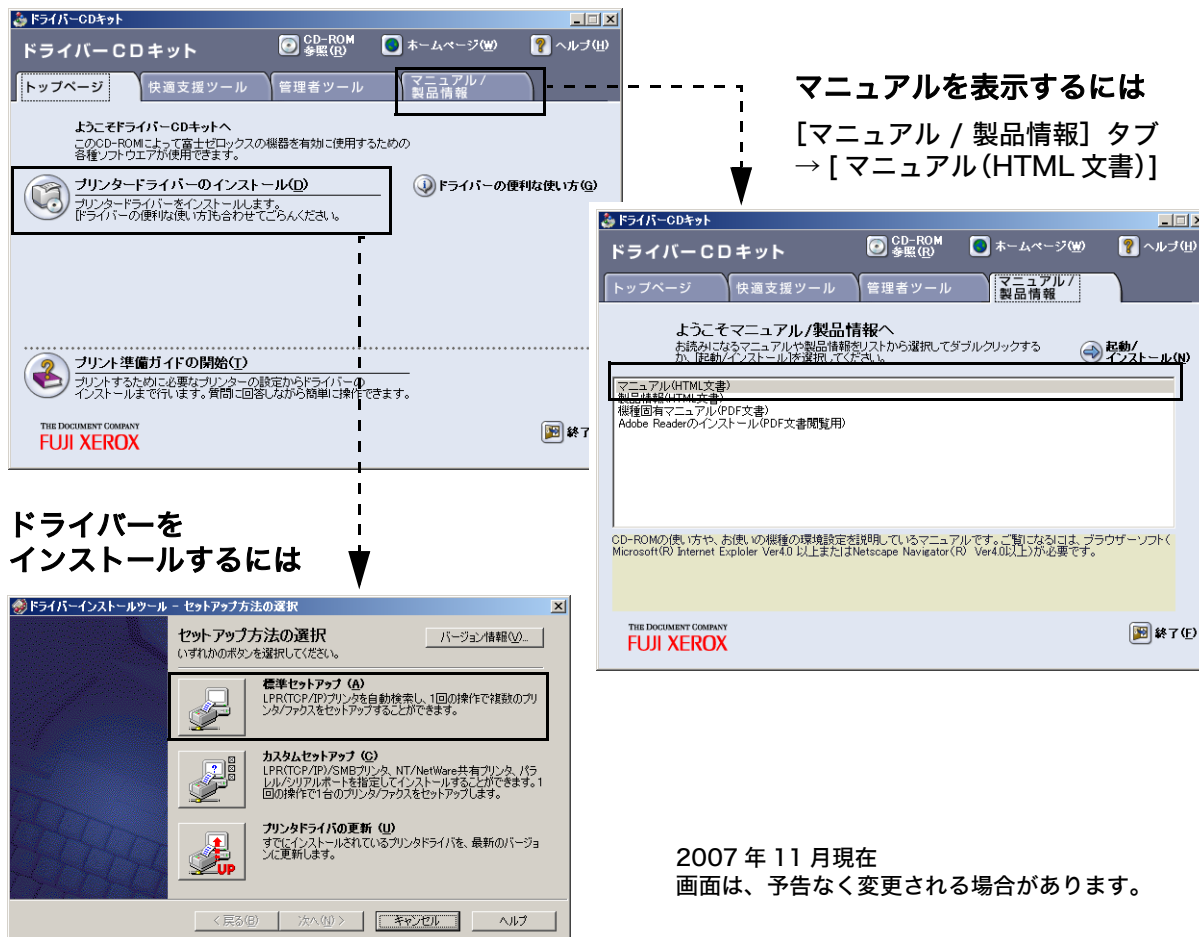 ドライバーCDキット
ドライバーCDキット
CD-ROM
参照(R)
ホームページ(W)
ヘルプ(H)
トップページ
快適支援ツール
管理者ツール
マニュアル/
製品情報
ようこそドライバーCDキットへ
このCD-ROMによって富士ゼロックスの機器を有効に使用するための
各種ソフトウエアが使用できます。
プリンタードライバーのインストール(D)
プリンタードライバーをインストールします。
[ドライバーの便利な使い方]も合わせてごらんください。
ドライバーの便利な使い方(G)
プリント準備ガイドの開始(T)
プリントするために必要なプリンターの設定からドライバーの
インストールまで行います。質問に回答しながら簡単に操作できます。
THE DOCUMENT COMPANY
FUJI XEROX
終了
マニュアルを表示するには
［マニュアル / 製品情報］タブ
→ [ マニュアル(HTML 文書)]
ドライバーCDキット
ドライバーCDキット
CD-ROM
参照(R)
ホームページ(W)
ヘルプ(H)
トップページ
快適支援ツール
管理者ツール
マニュアル/
製品情報
ようこそマニュアル/製品情報へ
お読みになるマニュアルや製品情報をリストから選択してダブルクリックする
か、[起動/インストール]を選択してください。
起動/
インストール(N)
マニュアル(HTML文書)
製品情報(HTML文書)
機種固有マニュアル(PDF文書)
Adobe Readerのインストール(PDF文書閲覧用)
CD-ROMの使い方や、お使いの機種の環境設定を説明しているマニュアルです。ご覧になるには、ブラウザーソフト(
Microsoft(R) Internet Exploler Ver4.0 以上またはNetscape Navigator(R) Ver4.0以上)が必要です。
THE DOCUMENT COMPANY
FUJI XEROX
終了(E)
ドライバーを
インストールするには
ドライバーインストールツール - セットアップ方法の選択
セットアップ方法の選択
いずれかのボタンを選択してください。
バージョン情報(V)...
標準セットアップ (A)
LPR(TCP/IP)プリンタを自動検索し、1回の操作で複数のプリ
ンタ/ファクスをセットアップすることができます。
カスタムセットアップ (C)
LPR(TCP/IP)/SMBプリンタ、NT/NetWare共有プリンタ、パラ
レル/シリアルポートを指定してインストールすることができます。1
回の操作で1台のプリンタ/ファクスをセットアップします。
プリンタドライバの更新 (U)
すでにインストールされているプリンタドライバを、最新のバージョ
ンに更新します。
UP
< 戻る(B)
次へ(N) >
キャンセル
ヘルプ
2007 年 11 月現在
画面は、予告なく変更される場合があります。